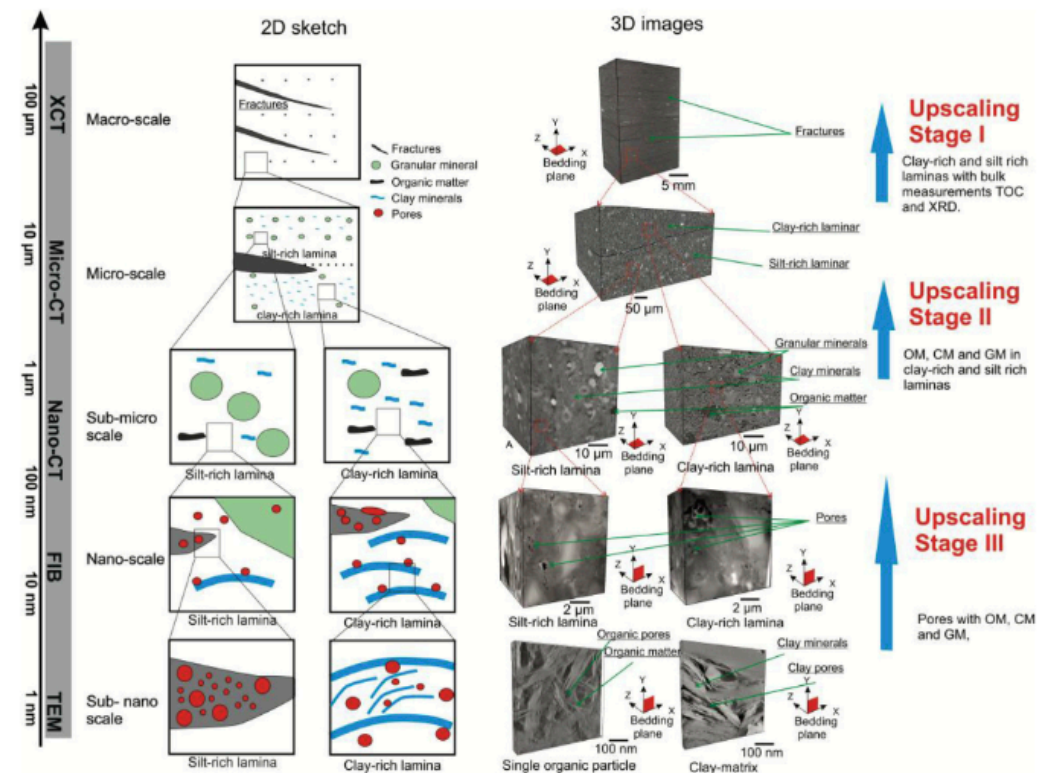 2D sketch
3D images
XCT
Micro-CT
Nano-CT
FIB
TEM
100 µm
10 µm
1 µm
100 nm
10 nm
1 nm
Macro-scale
Fractures
Fractures
Granular mineral
Organic matter
Clay minerals
Pores
Y
Z
X
Bedding
plane
5 mm
Fractures
Upscaling
Stage I
Clay-rich and silt rich
laminas with bulk
measurements TOC
and XRD.
Micro-scale
silt-rich lamina
clay-rich lamina
Y
Z
X
Bedding
plane
50 µm
Clay-rich laminar
Silt-rich laminar
Upscaling
Stage II
OM, CM and GM in
clay-rich and silt rich
laminas
Sub-micro
scale
Silt-rich lamina
Clay-rich lamina
Granular minerals
Clay minerals
Organic matter
A
10 µm
Silt-rich lamina
Y
Z
X
Bedding
plane
10 µm
Clay-rich lamina
Y
Z
X
Bedding
plane
Nano-scale
Silt-rich lamina
Clay-rich lamina
Pores
2 µm
Silt-rich lamina
Y
Z
X
Bedding
plane
2 µm
Clay-rich lamina
Y
Z
X
Bedding
plane
Upscaling
Stage III
Pores with OM, CM
and GM,
Sub- nano
scale
Silt-rich lamina
Clay-rich lamina
Organic pores
Organic matter
100 nm
Single organic particle
Y
Z
X
Bedding
plane
Clay minerals
Clay pores
100 nm
Clay-matrix
Y
Z
X
Bedding
plane